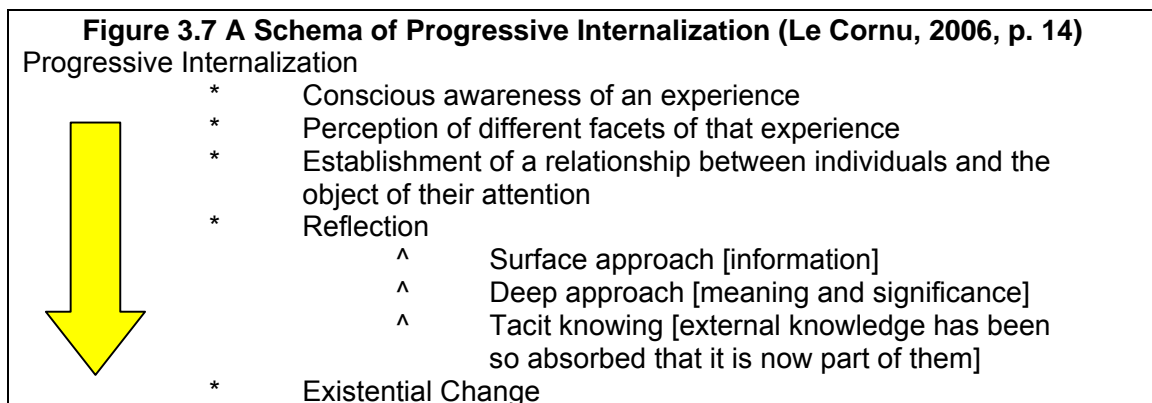 Figure 3.7 A Schema of Progressive Internalization (Le Cornu, 2006, p. 14)
Progressive Internalization
* Conscious awareness of an experience
* Perception of different facets of that experience
* Establishment of a relationship between individuals and the
object of their attention
* Reflection
^ Surface approach [information]
^ Deep approach [meaning and significance]
^ Tacit knowing [external knowledge has been
so absorbed that it is now part of them]
* Existential Change